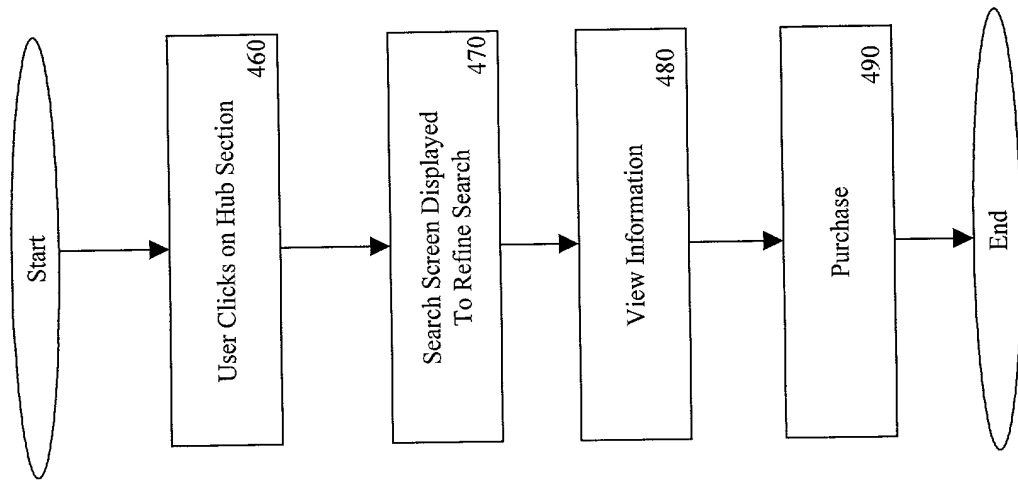 Start
User Clicks on Hub Section
460
Search Screen Displayed
To Refine Search
470
View Information
480
Purchase
490
End